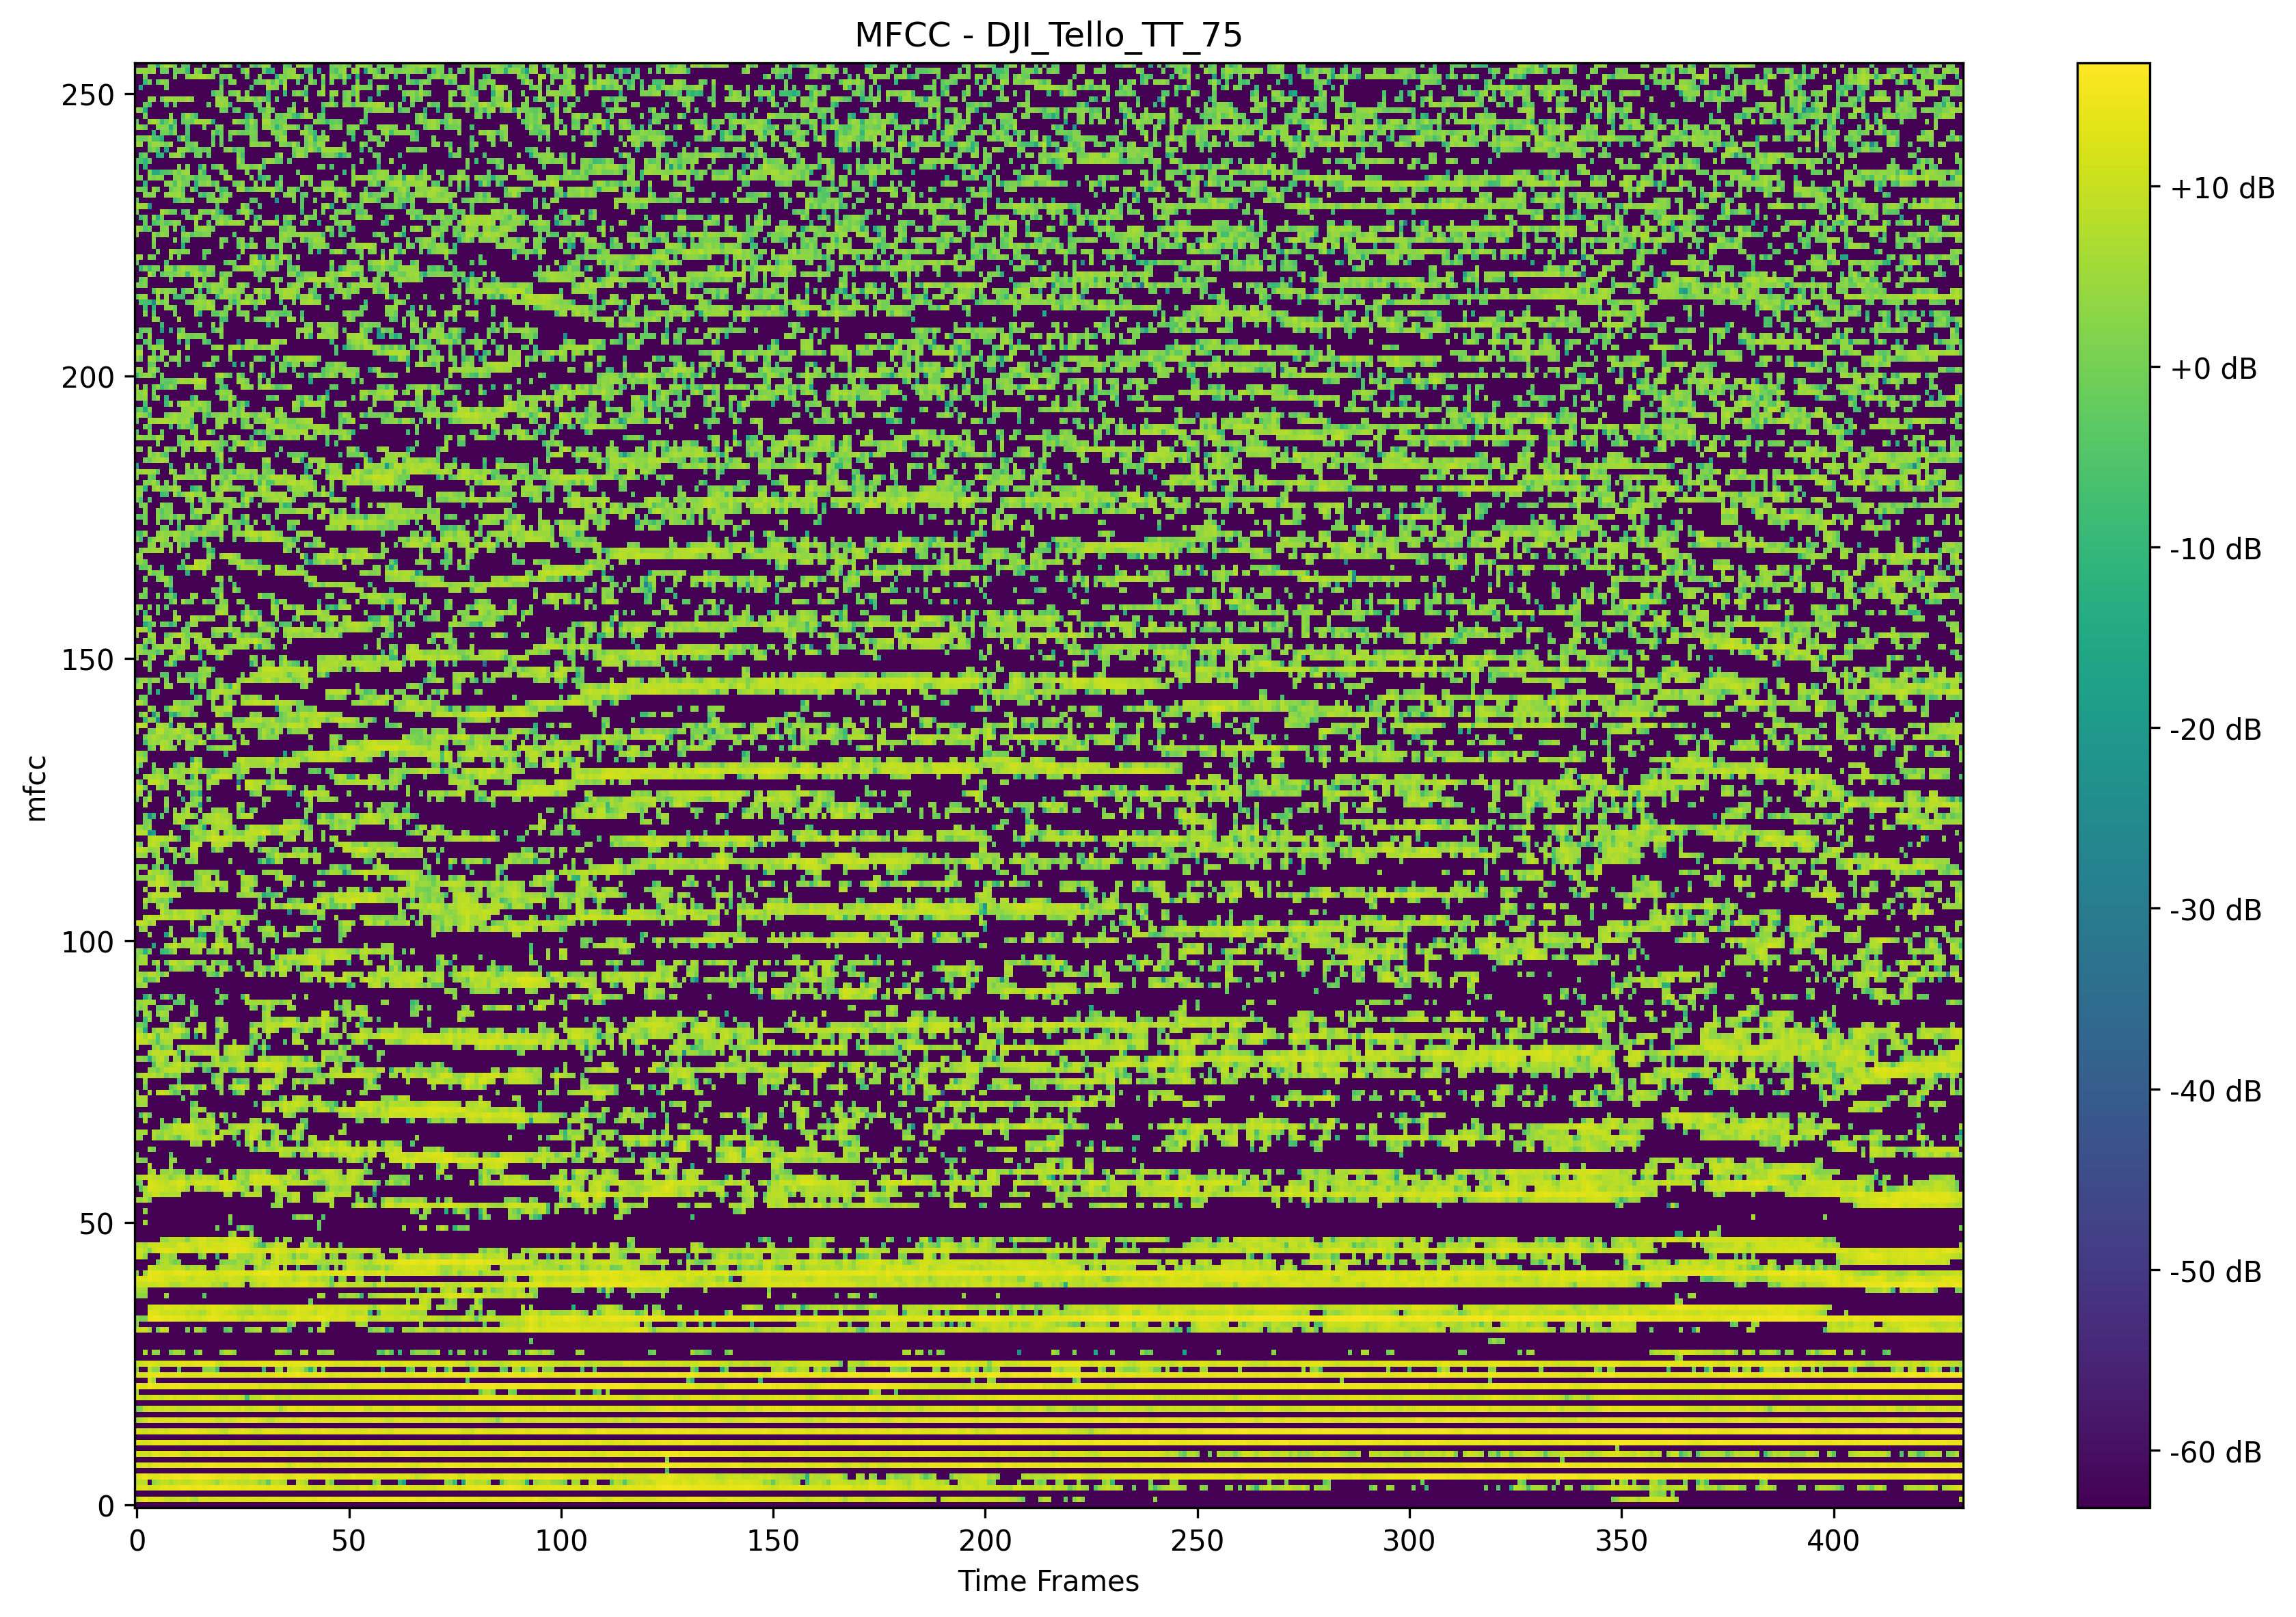 MFCC - DJI_Tello_TT_75
250
200
150
100
50
0
mfcc
0 50 100 150 200 250 300 350 400
Time Frames
+10 dB
+0 dB
-10 dB
-20 dB
-30 dB
-40 dB
-50 dB
-60 dB